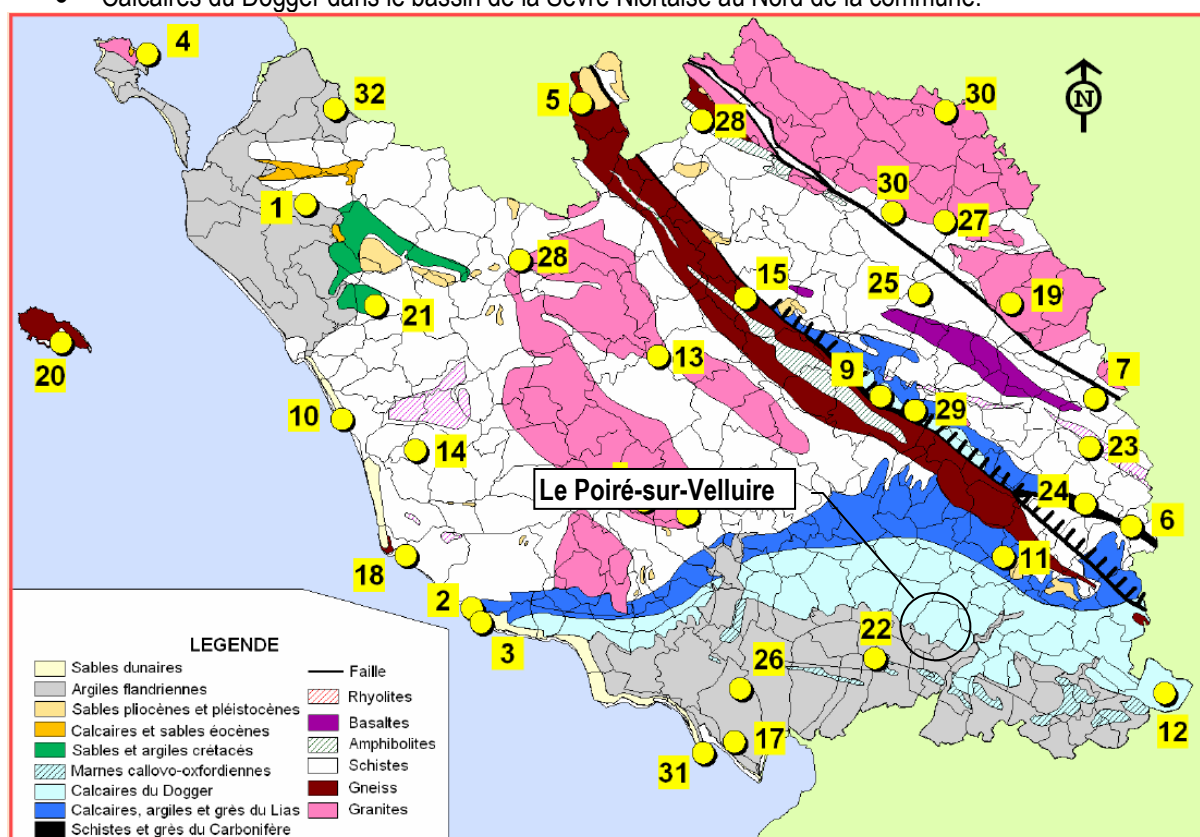 • Calcaires du Dogger dans le bassin de la Sèvre Niortaise au Nord de la commune.
4
32
5
30
28
N
1
30
27
28
15
25
19
21
20
13
7
9
29
10
23
14
Le Poiré-sur-Velluire
24
6
18
11
2
3
22
26
12
17
31
LEGENDE
Sables dunaires
Argiles flandriennes
Sables pliocènes et pléistocènes
Calcaires et sables éocènes
Sables et argiles crétacés
Marnes callovo-oxfordiennes
Calcaires du Dogger
Calcaires, argiles et grès du Lias
Schistes et grès du Carbonifère
Faille
Rhyolites
Basaltes
Amphibolites
Schistes
Gneiss
Granites